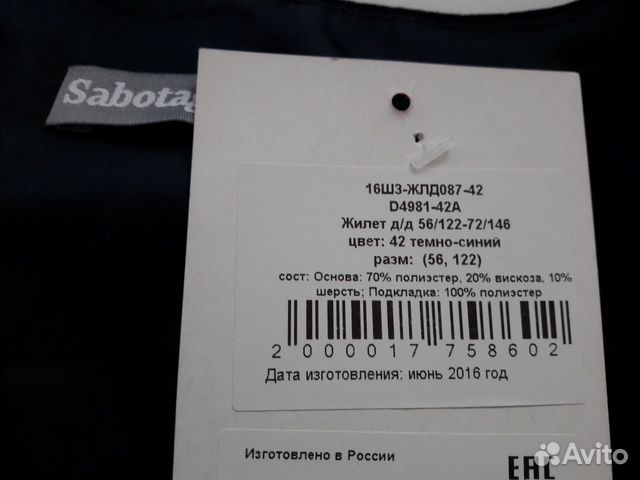 Sabotag
16ШЗ-ЖЛД087-42
D4981-42A
Жилет д/д 56/122-72/146
цвет: 42 темно-синий
разм: (56, 122)
сост: Основа: 70% полиэстер, 20% вискоза, 10%
шерсть; Подкладка: 100% полиэстер
2 000017 758602
Дата изготовления: июнь 2016 год
Изготовлено в России
EAC
Avito